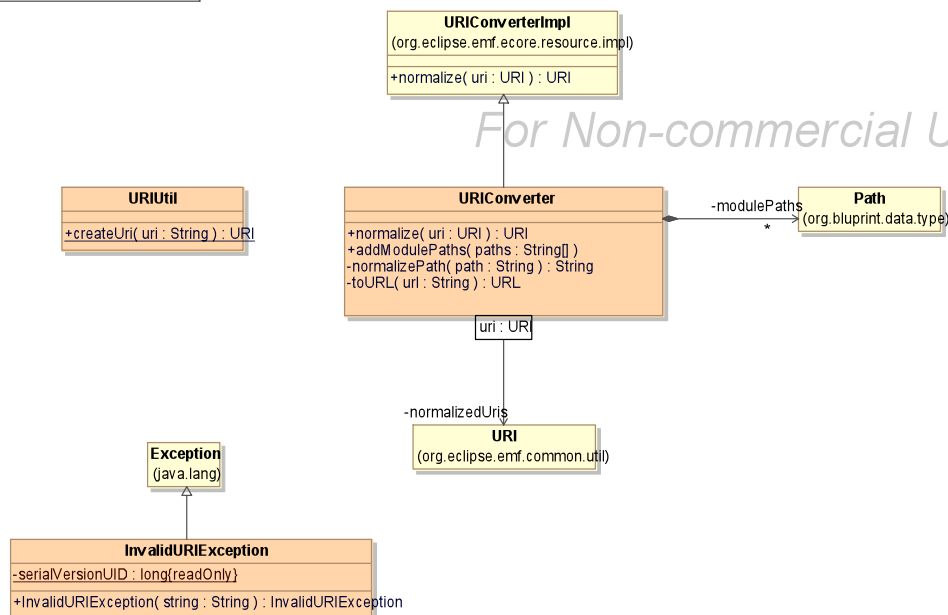 URIConverterImpl
(org.eclipse.emf.ecore.resource.impl)
+normalize( uri : URI ) : URI
For Non-commercial U
URIUtil
+createUri( uri : String ) : URI
URIConverter
+normalize( uri : URI ) : URI
+addModulePaths( paths : String[] )
-normalizePath( path : String ) : String
-toURL( url : String ) : URL
-modulePaths
*
Path
(org.bluprint.data.type)
uri : URI
-normalizedUris
URI
(org.eclipse.emf.common.util)
Exception
(java.lang)
InvalidURIException
-serialVersionUID : long{readOnly}
+InvalidURIException( string : String ) : InvalidURIException